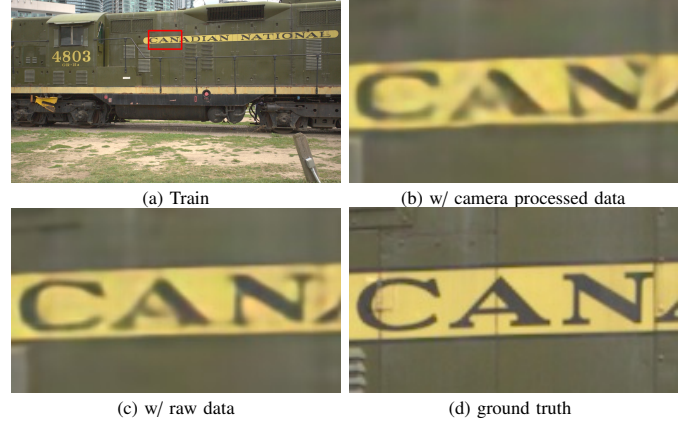 CANADIAN NATIONAL
4803
(a) Train
CANA
(b) w/ camera processed data
CANA
(c) w/ raw data
CANA
(d) ground truth